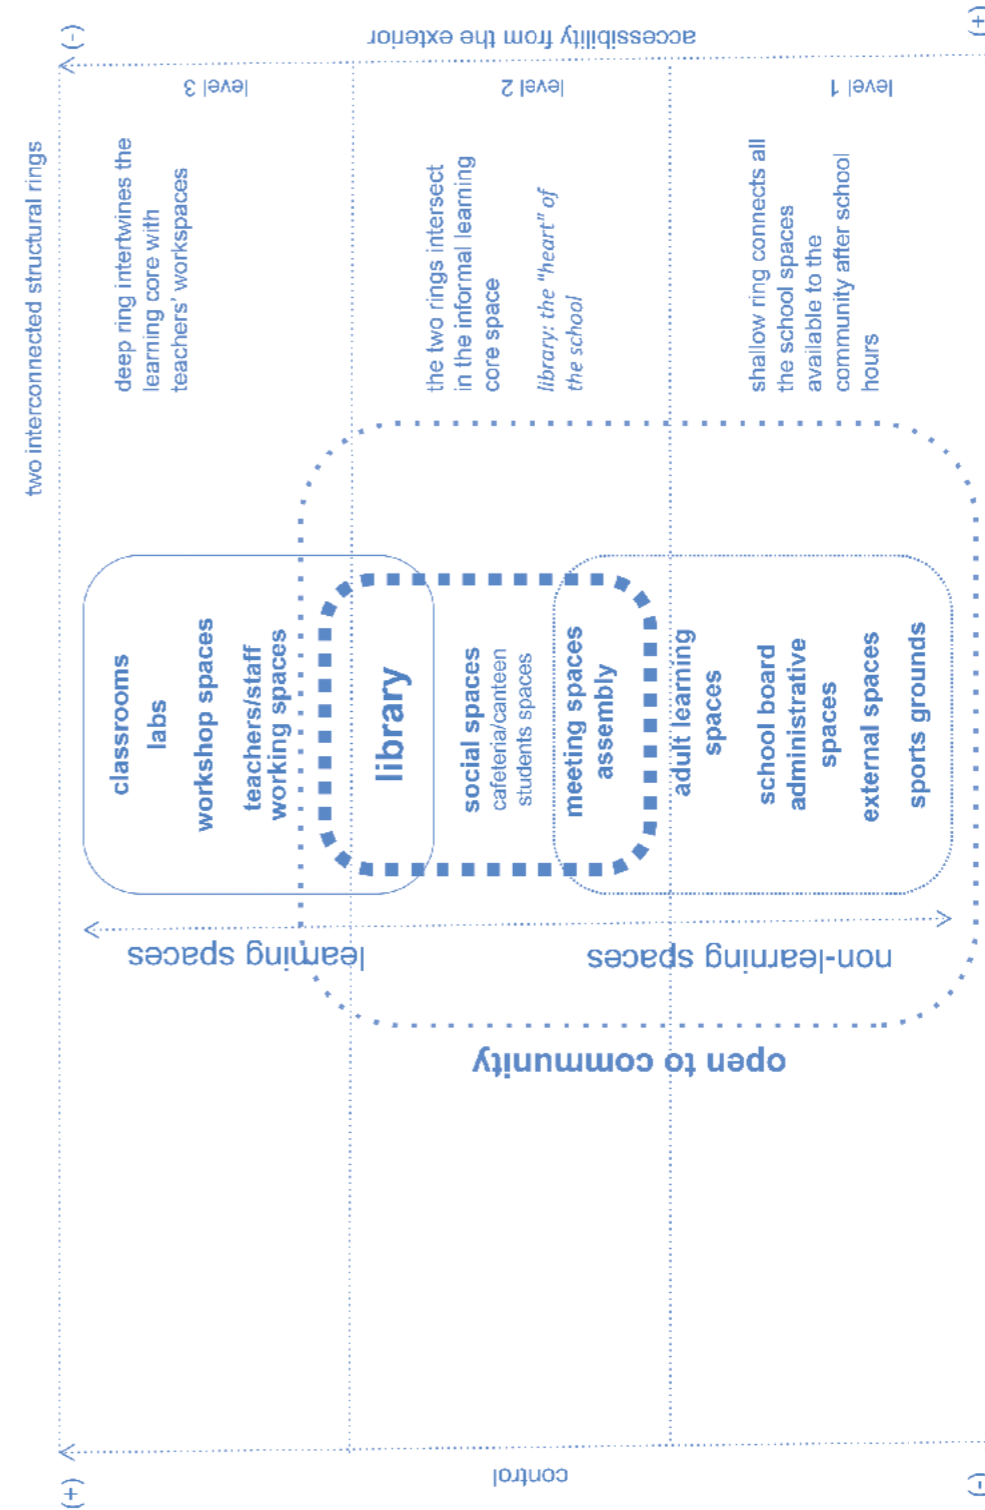 two interconnected structural rings
(+)
control
(-)
open to community
learning spaces
non-learning spaces
classrooms
labs
workshop spaces
teachers/staff
working spaces
library
social spaces
cafeteria/canteen
students spaces
meeting spaces
assembly
adult learning
spaces
school board
administrative
spaces
external spaces
sports grounds
deep ring intertwines the
learning core with
teachers' workspaces
the two rings intersect
in the informal learning
core space
library: the "heart" of
the school
shallow ring connects all
the school spaces
available to the
community after school
hours
level 3
level 2
level 1
(-)
accessibility from the exterior
(+)